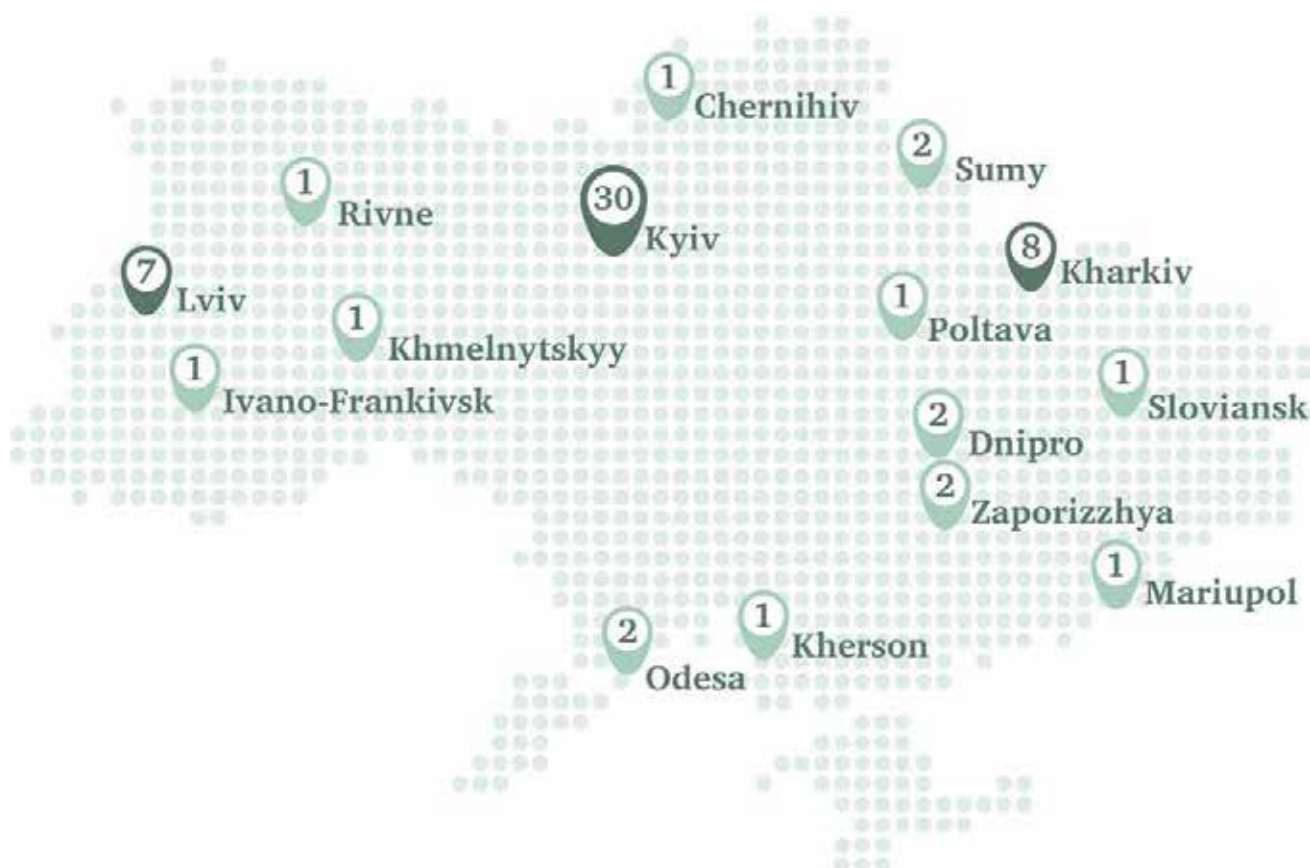 1
Chernihiv
2
Sumy
1
Rivne
30
Kyiv
8
Kharkiv
7
Lviv
1
Poltava
1
Khmelnytskyy
1
Ivano-Frankivsk
1
Sloviansk
2
Dnipro
2
Zaporizzhya
1
Mariupol
1
Kherson
2
Odesa